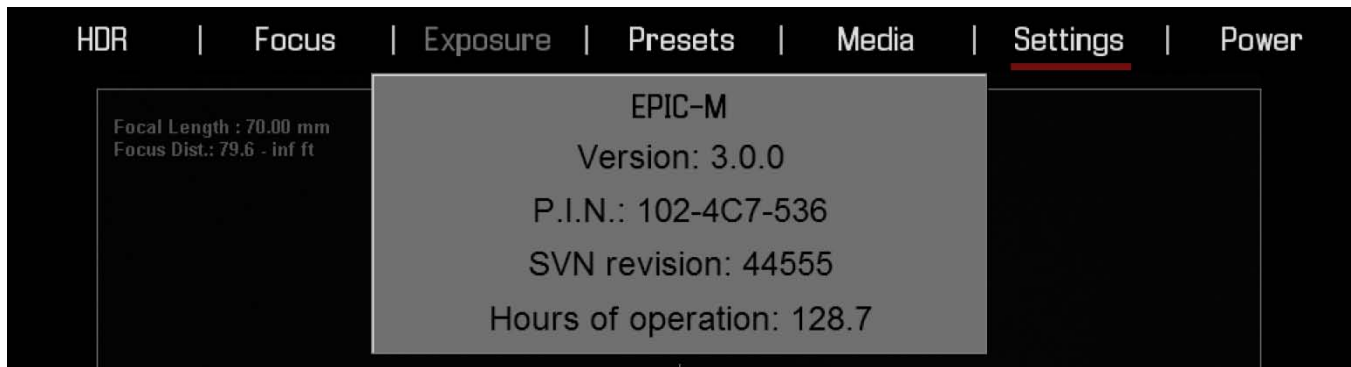 HDR | Focus | Exposure | Presets | Media | Settings | Power
Focal Length : 70.00 mm
Focus Dist.: 79.6 - inf ft
EPIC-M
Version: 3.0.0
P.I.N.: 102-4C7-536
SVN revision: 44555
Hours of operation: 128.7